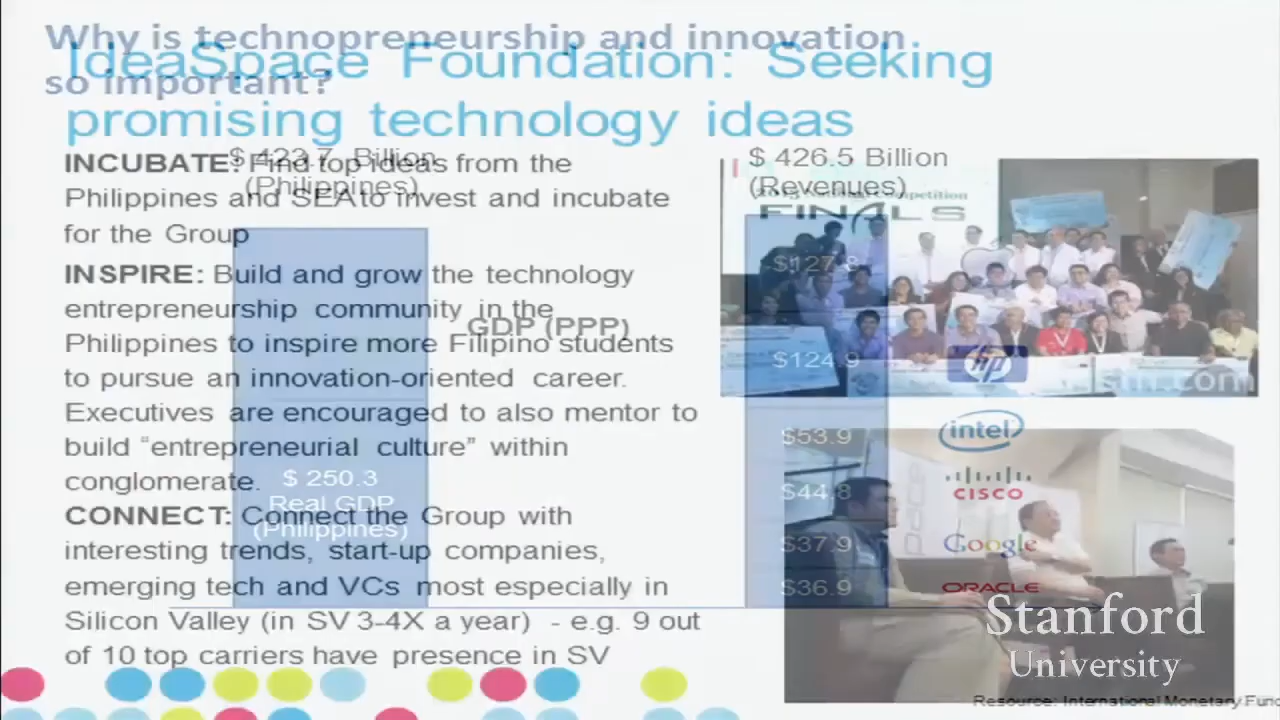 Why is technopreneurship and innovation
so important?
IdeaSpace Foundation: Seeking
promising technology ideas
INCUBATE: Find top ideas from the
Philippines and SEA to invest and incubate
for the Group
INSPIRE: Build and grow the technology
entrepreneurship community in the
Philippines to inspire more Filipino students
to pursue an innovation-oriented career.
Executives are encouraged to also mentor to
build “entrepreneurial culture” within
conglomerate.
CONNECT: Connect the Group with
interesting trends, start-up companies,
emerging tech and VCs most especially in
Silicon Valley (in SV 3-4X a year) - e.g. 9 out
of 10 top carriers have presence in SV
$ 423.7 Billion
(Philippines)
GDP (PPP)
$ 250.3
Real GDP
(Philippines)
$ 426.5 Billion
(Revenues)
Competition
FINALS
$127.8
$124.9
hp
$53.9
intel
$44.8
CISCO
$37.9
Google
$36.9
ORACLE
Stanford
University
Resource: International Monetary Fund